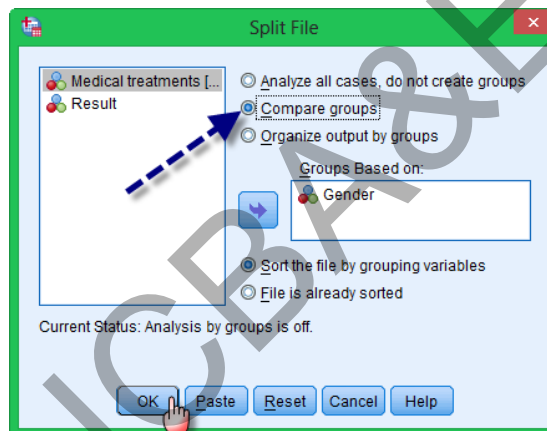 Split File
Medical treatments [...
Result
Analyze all cases, do not create groups
Compare groups
Organize output by groups
Groups Based on:
Gender
Sort the file by grouping variables
File is already sorted
Current Status: Analysis by groups is off.
OK Paste Reset Cancel Help
NCBA&E